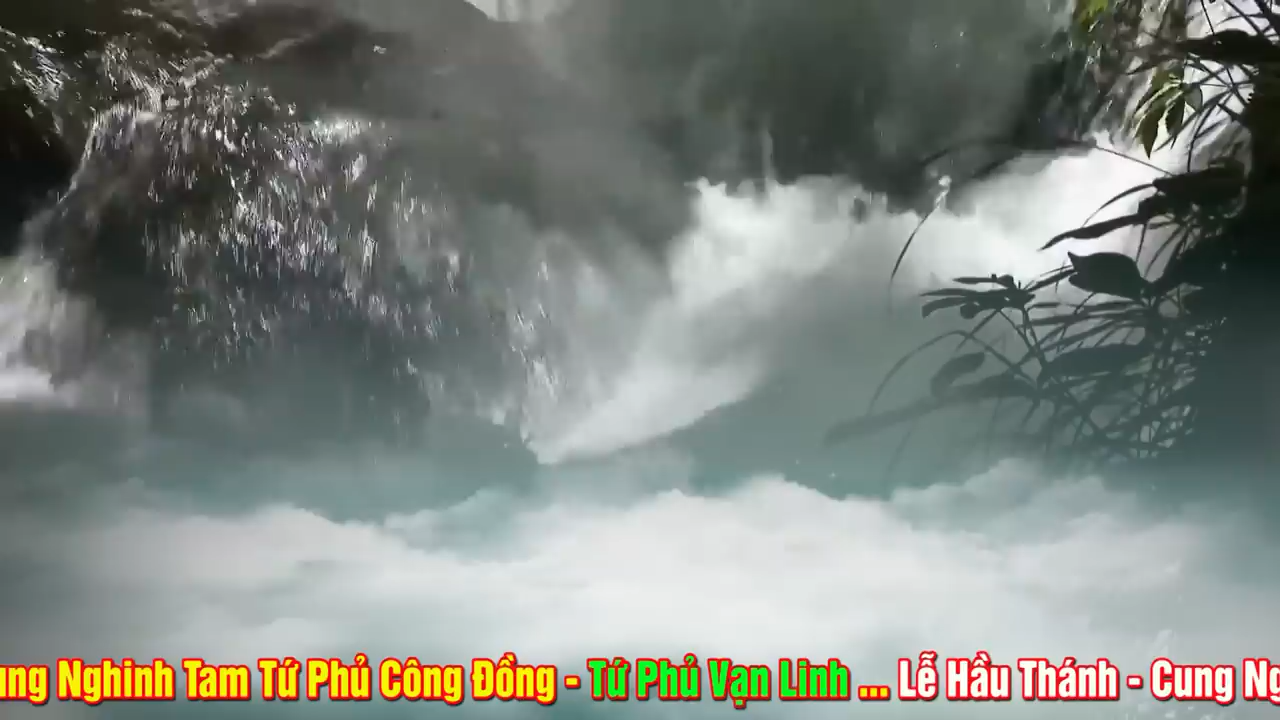 ung Nghinh Tam Tứ Phủ Công Đồng - Tứ Phủ Vạn Linh ... Lễ Hầu Thánh - Cung Ng